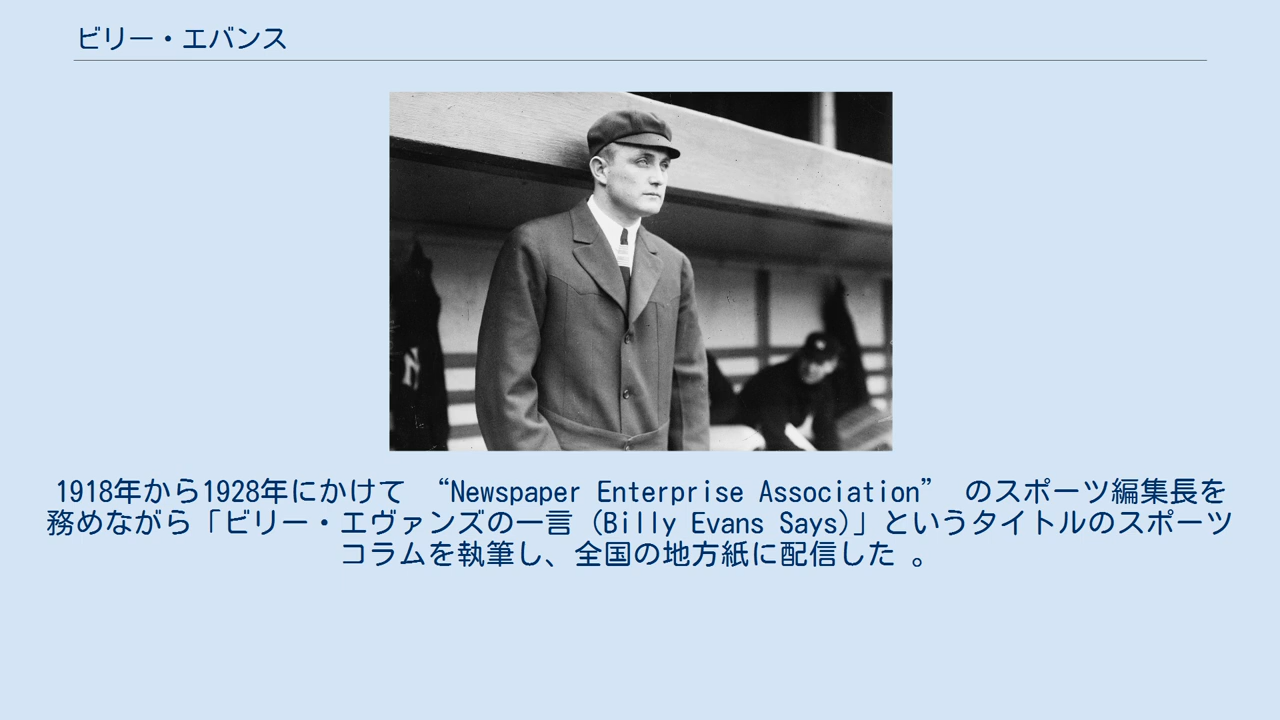 ビリー・エバンス
1918年から1928年にかけて “Newspaper Enterprise Association” のスポーツ編集長を
務めながら「ビリー・エヴァンズの一言 (Billy Evans Says)」というタイトルのスポーツ
コラムを執筆し、全国の地方紙に配信した 。